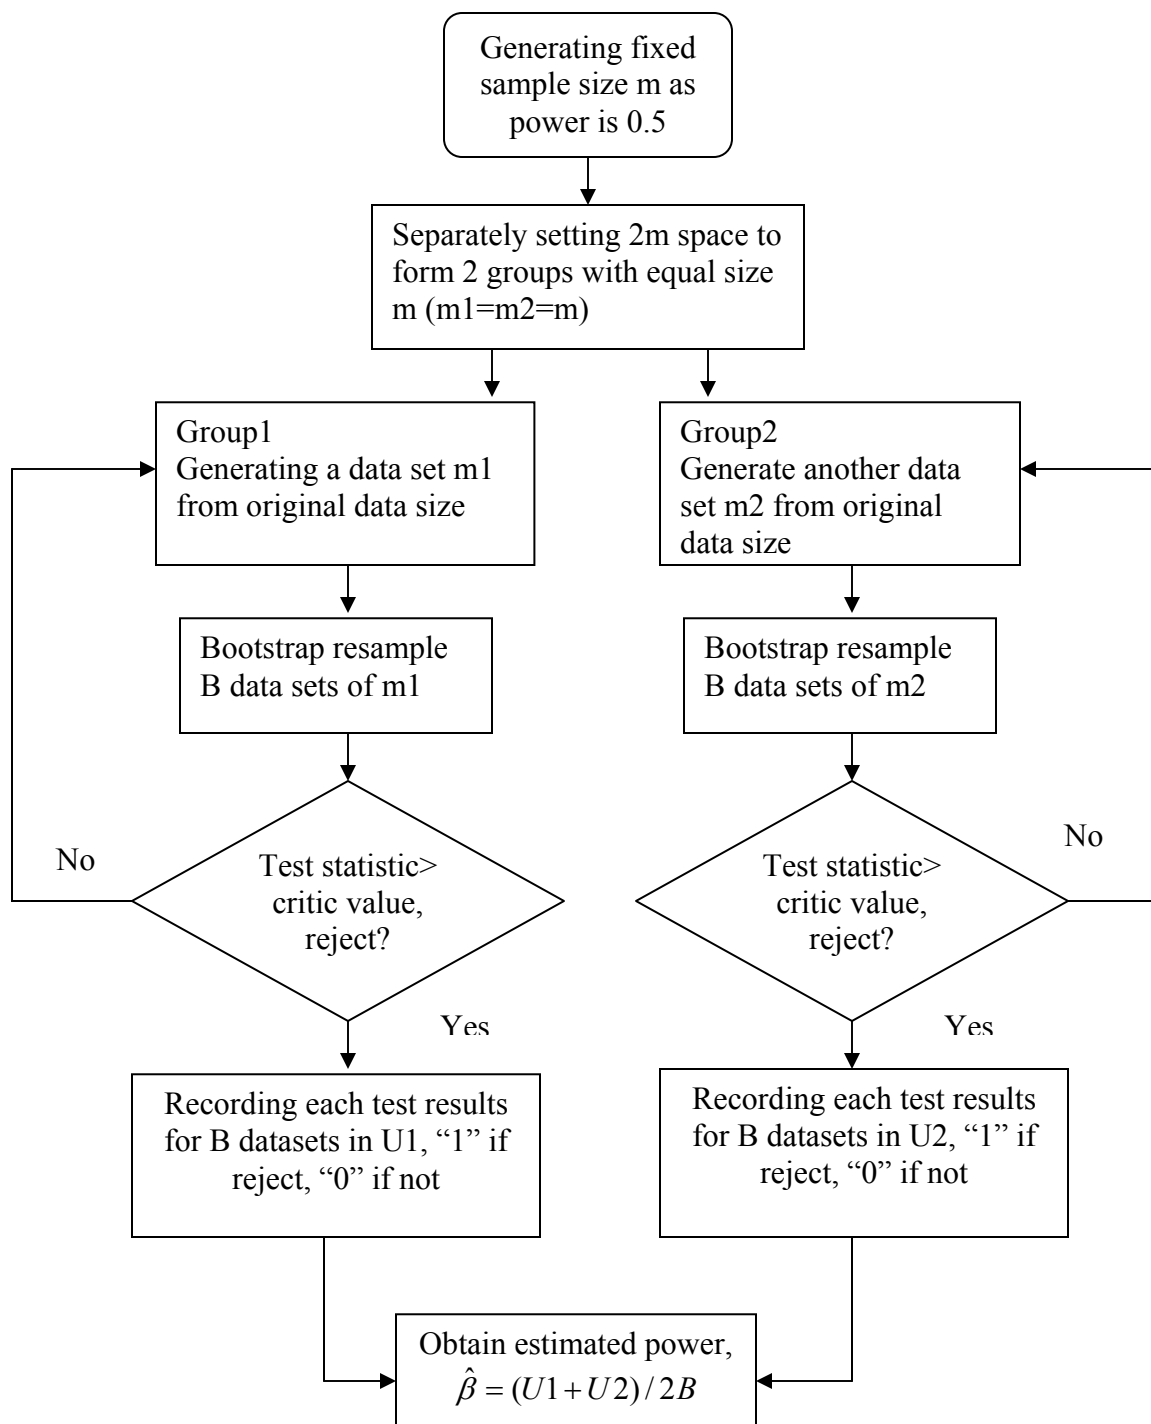 Generating fixed
sample size m as
power is 0.5
Separately setting 2m space to
form 2 groups with equal size
m (m1=m2=m)
Group1
Generating a data set m1
from original data size
Group2
Generate another data
set m2 from original
data size
Bootstrap resample
B data sets of m1
Bootstrap resample
B data sets of m2
No
Test statistic>
critic value,
reject?
Test statistic>
critic value,
reject?
No
Yes
Yes
Recording each test results
for B datasets in U1, “1” if
reject, “0” if not
Recording each test results
for B datasets in U2, “1” if
reject, “0” if not
Obtain estimated power,
β̂ = (U1+U2)/2B